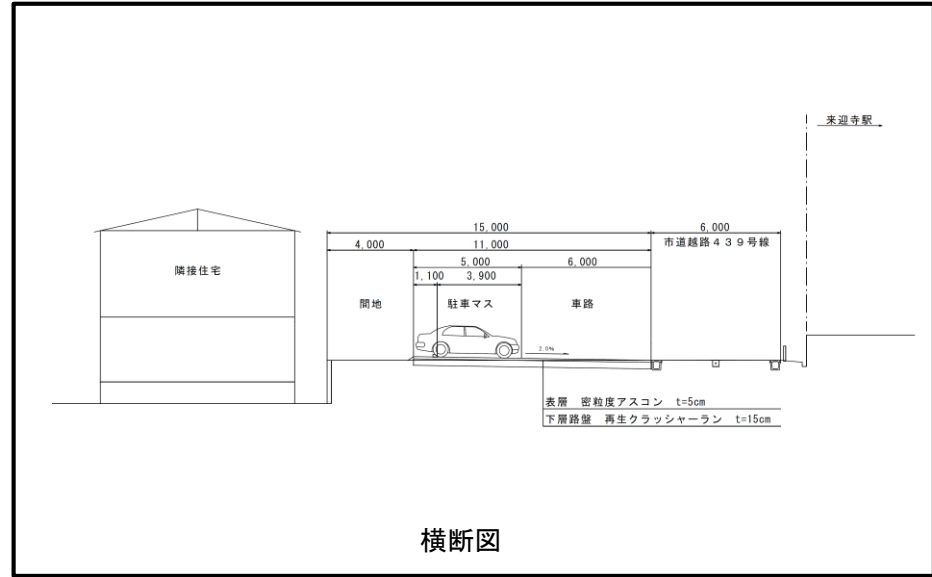 来迎寺駅
15,000
6,000
市道越路439号線
4,000
11,000
5,000
6,000
1,100
3,900
隣接住宅
間地
駐車マス
車路
2.0%
表層 密粒度アスコン t=5cm
下層路盤 再生クラッシャーラン t=15cm
横断図